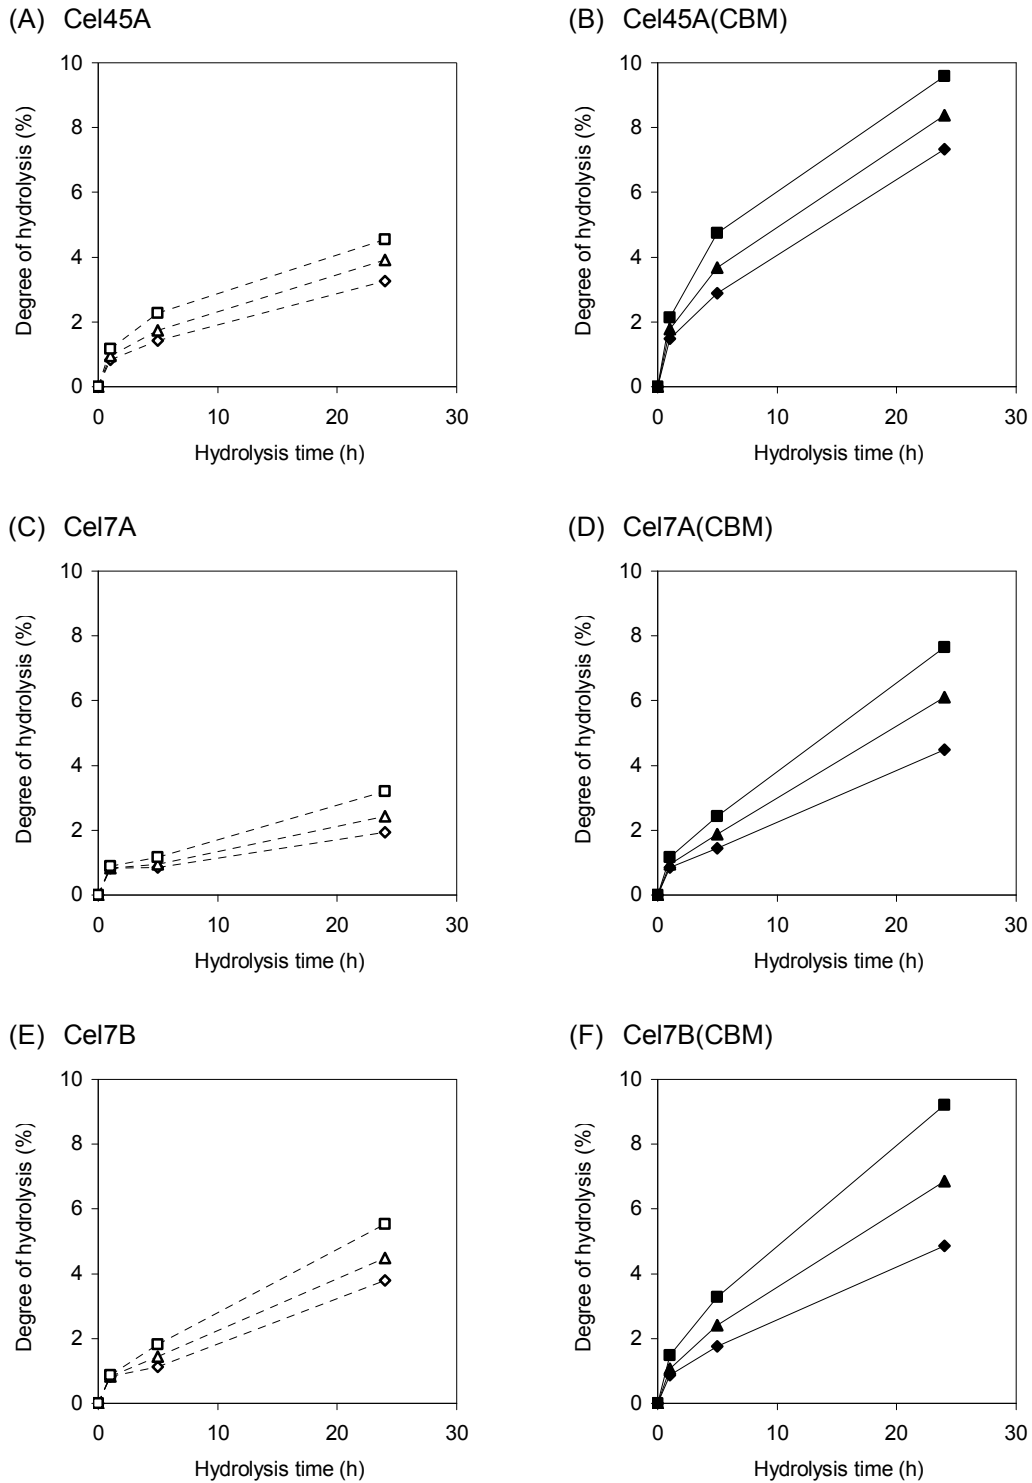 (A) Cel45A
(B) Cel45A(CBM)
Degree of hydrolysis (%)
10
8
6
4
2
0
0 10 20 30
Hydrolysis time (h)
Degree of hydrolysis (%)
10
8
6
4
2
0
0 10 20 30
Hydrolysis time (h)
(C) Cel7A
(D) Cel7A(CBM)
Degree of hydrolysis (%)
10
8
6
4
2
0
0 10 20 30
Hydrolysis time (h)
Degree of hydrolysis (%)
10
8
6
4
2
0
0 10 20 30
Hydrolysis time (h)
(E) Cel7B
(F) Cel7B(CBM)
Degree of hydrolysis (%)
10
8
6
4
2
0
0 10 20 30
Hydrolysis time (h)
Degree of hydrolysis (%)
10
8
6
4
2
0
0 10 20 30
Hydrolysis time (h)